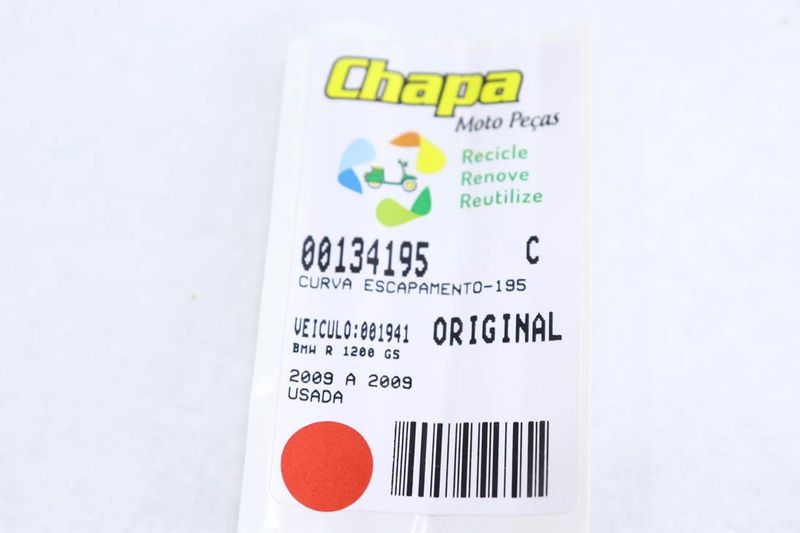 Chapa
Moto Peças
Recicle
Renove
Reutilize
00134195 C
CURVA ESCAPAMENTO-195
VEICULO:001941 ORIGINAL
BMW R 1200 GS
2009 A 2009
USADA